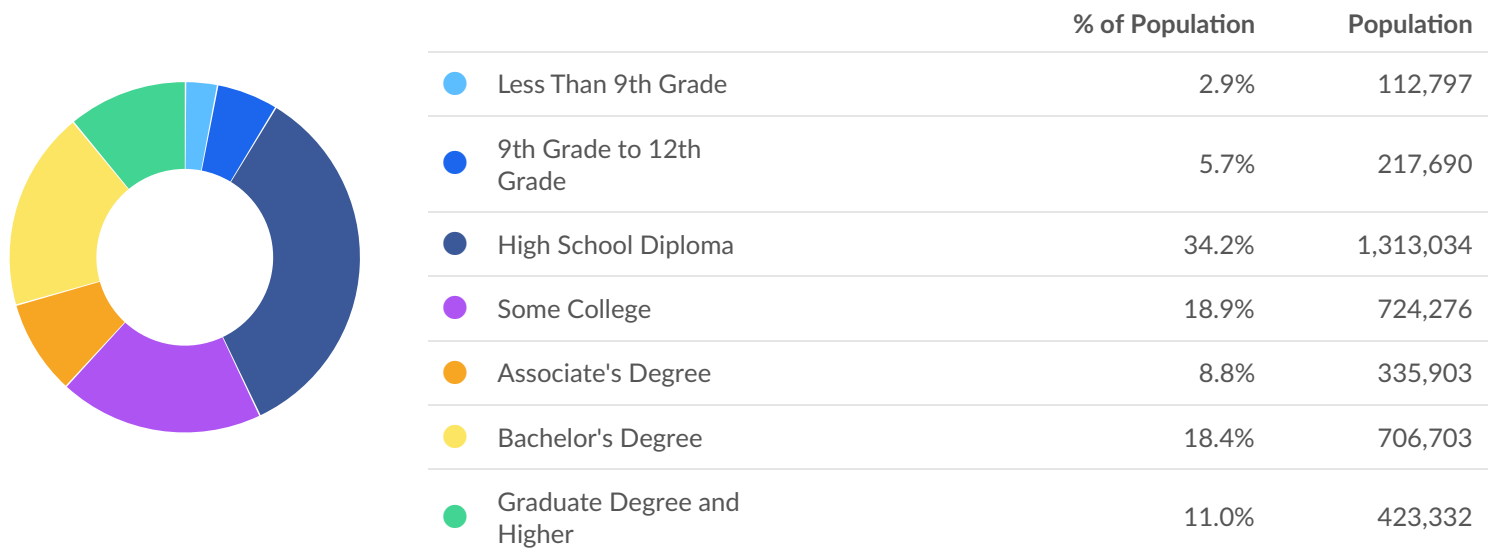 % of Population Population
Less Than 9th Grade 2.9% 112,797
9th Grade to 12th
Grade 5.7% 217,690
High School Diploma 34.2% 1,313,034
Some College 18.9% 724,276
Associate's Degree 8.8% 335,903
Bachelor's Degree 18.4% 706,703
Graduate Degree and
Higher 11.0% 423,332